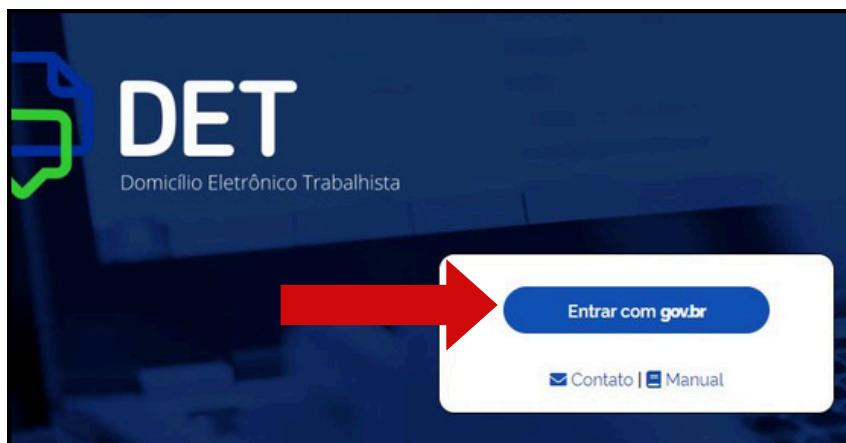 DET
Domicílio Eletrônico Trabalhista
Entrar com gov.br
Contato | Manual